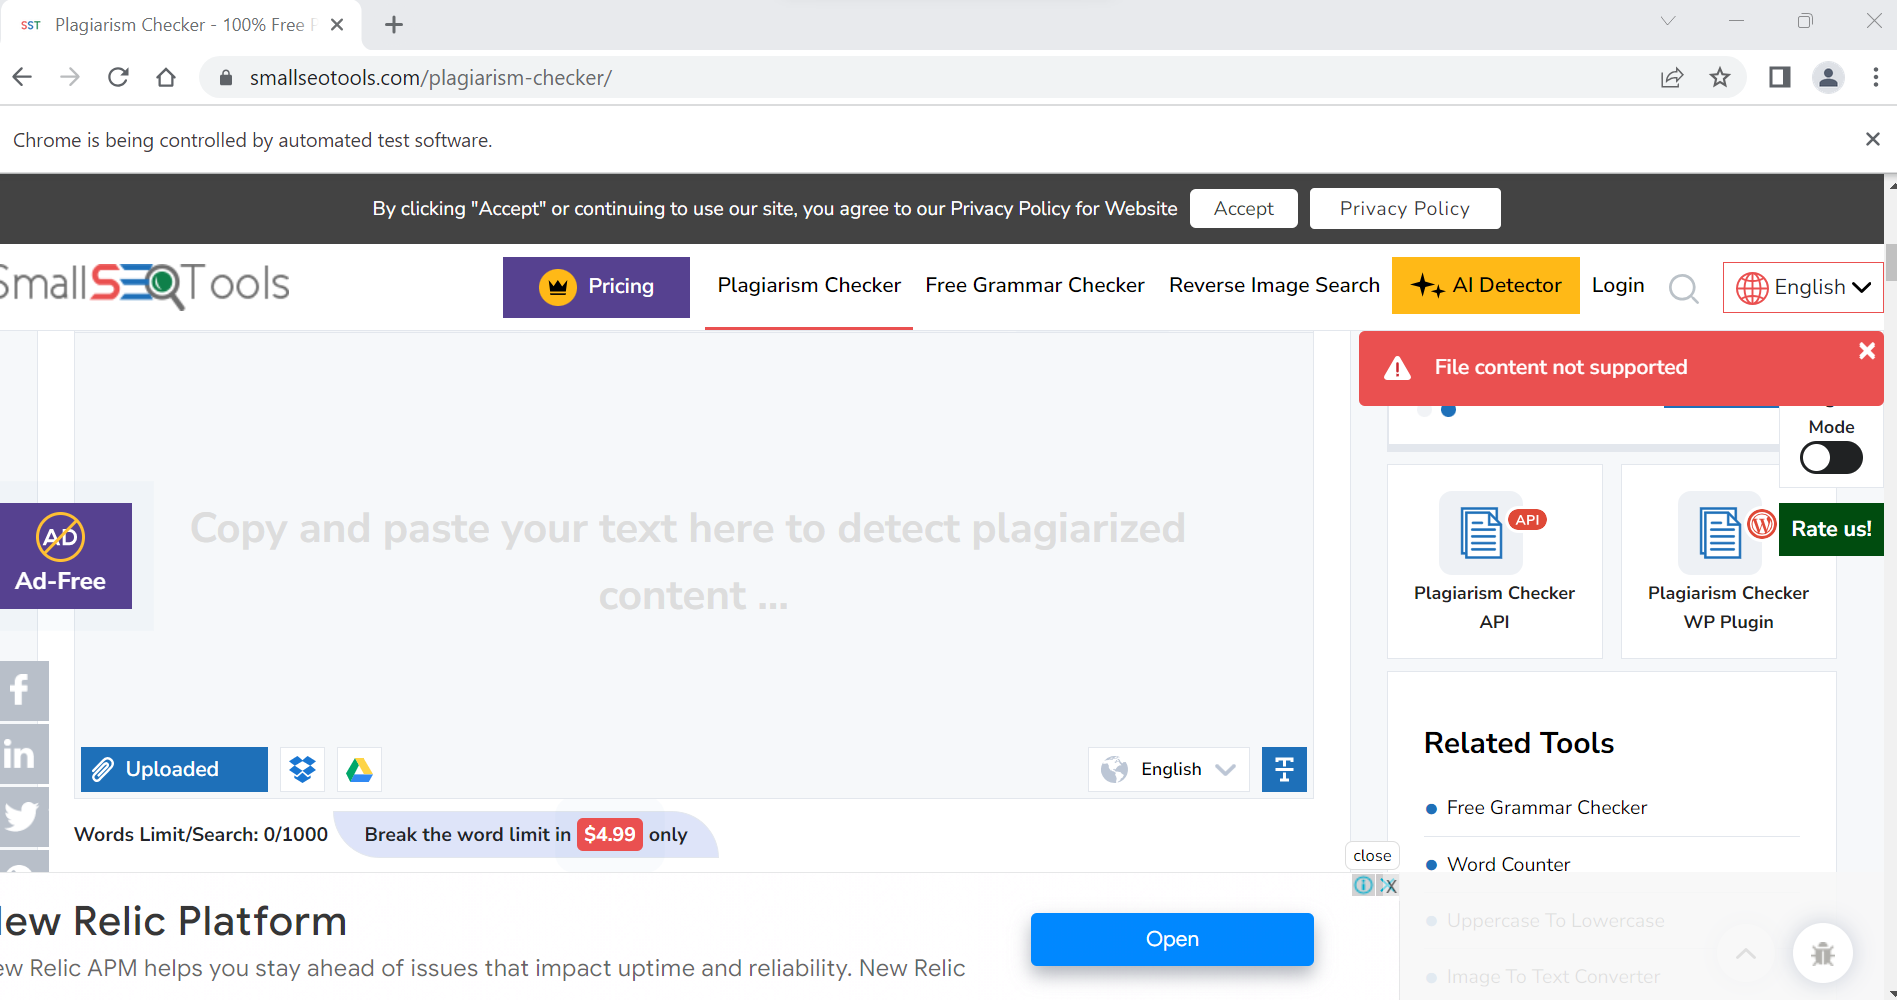 SST Plagiarism Checker - 100% Free
smallseotools.com/plagiarism-checker/
Chrome is being controlled by automated test software.
By clicking "Accept" or continuing to use our site, you agree to our Privacy Policy for Website Accept Privacy Policy
SmallSEOTools
Pricing Plagiarism Checker Free Grammar Checker Reverse Image Search AI Detector Login English
File content not supported
Mode
Copy and paste your text here to detect plagiarized
content ...
AD
Ad-Free
API
Plagiarism Checker
API
Plagiarism Checker
WP Plugin
Rate us!
Uploaded
English
Words Limit/Search: 0/1000 Break the word limit in $4.99 only
Related Tools
Free Grammar Checker
Word Counter
Uppercase To Lowercase
Image To Text Converter
close
New Relic Platform
New Relic APM helps you stay ahead of issues that impact uptime and reliability. New Relic
Open